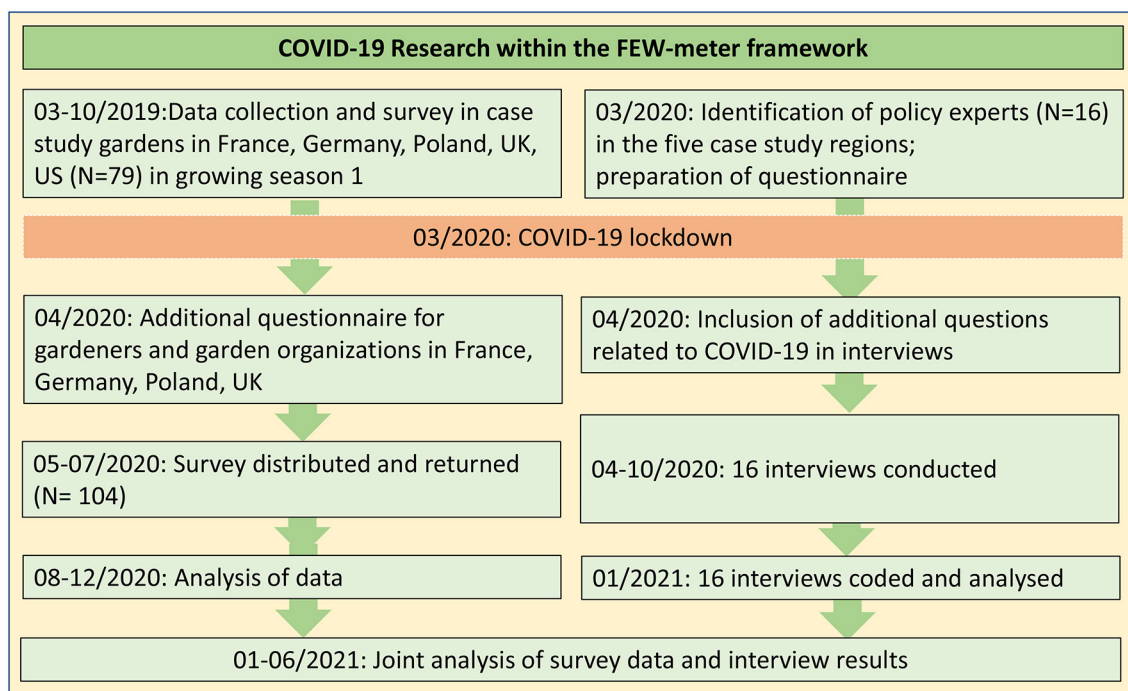 COVID-19 Research within the FEW-meter framework
03-10/2019:Data collection and survey in case
study gardens in France, Germany, Poland, UK,
US (N=79) in growing season 1
03/2020: Identification of policy experts (N=16)
in the five case study regions;
preparation of questionnaire
03/2020: COVID-19 lockdown
04/2020: Additional questionnaire for
gardeners and garden organizations in France,
Germany, Poland, UK
04/2020: Inclusion of additional questions
related to COVID-19 in interviews
05-07/2020: Survey distributed and returned
(N= 104)
04-10/2020: 16 interviews conducted
08-12/2020: Analysis of data
01/2021: 16 interviews coded and analysed
01-06/2021: Joint analysis of survey data and interview results